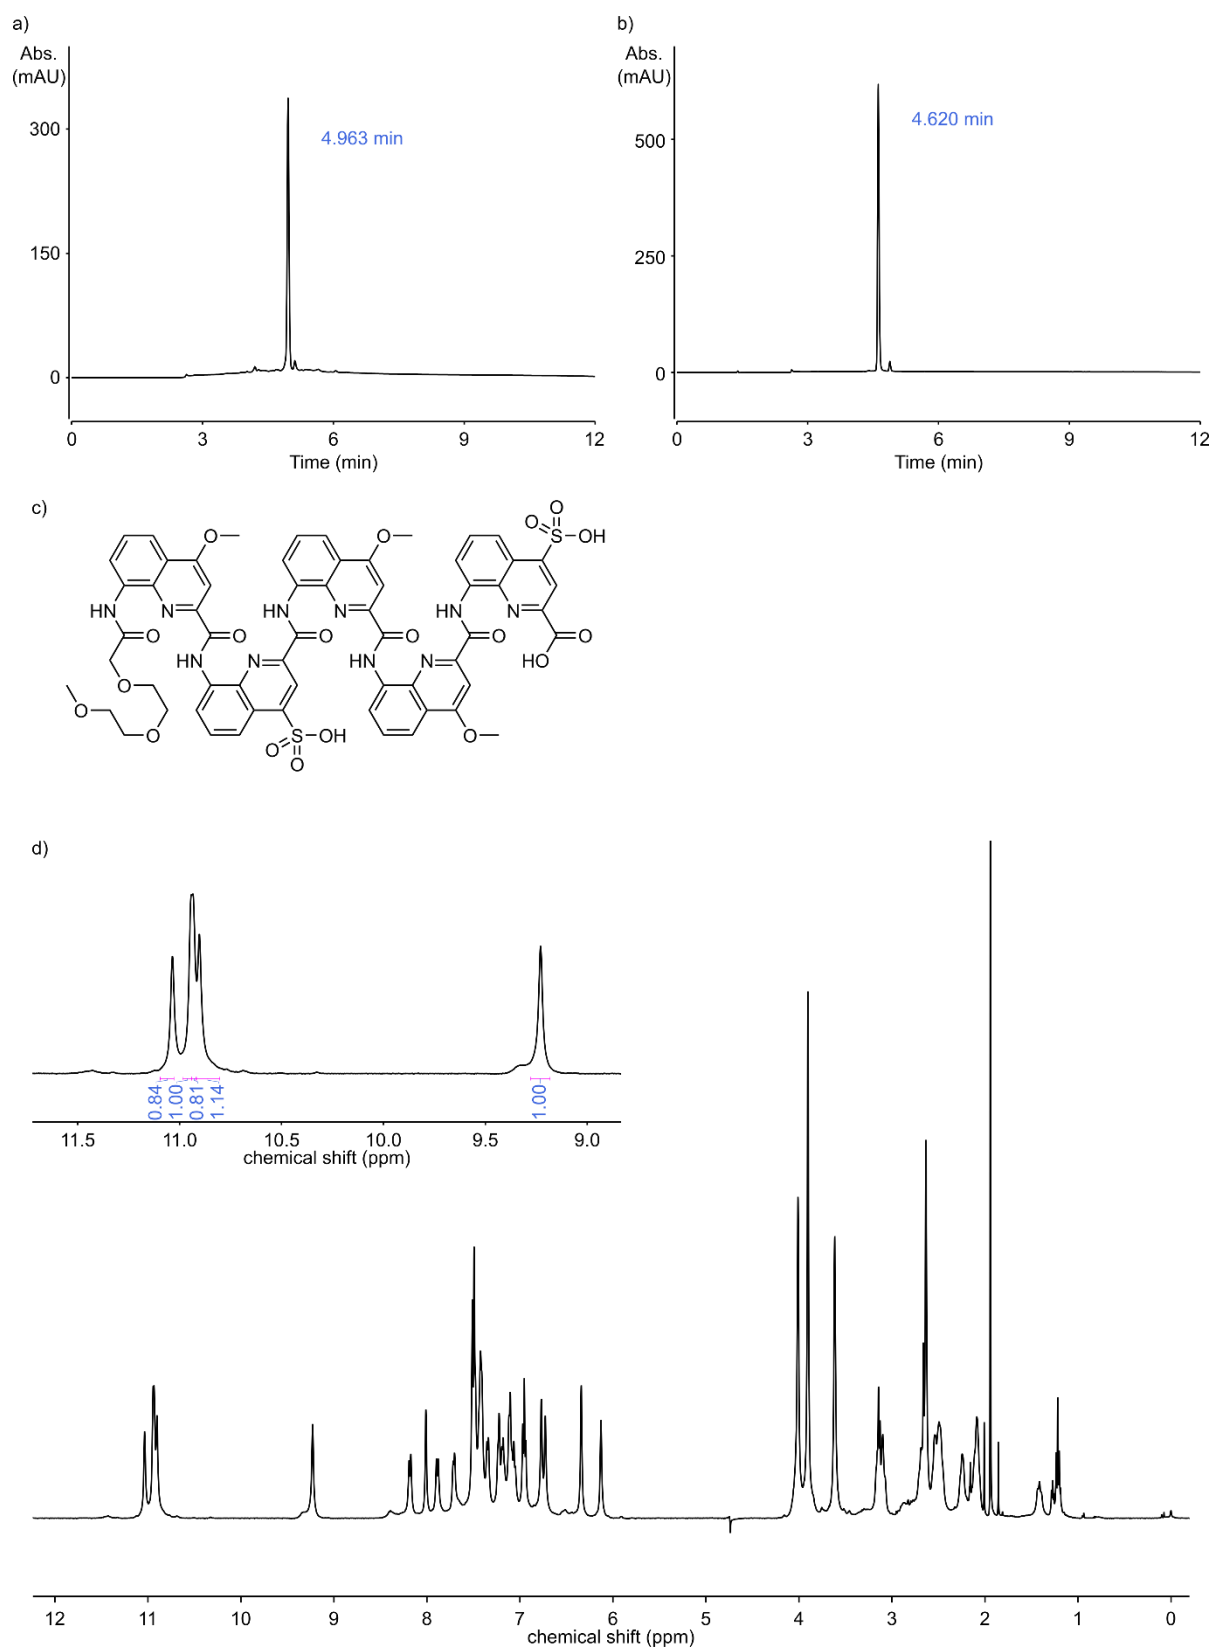 a)
Abs.
(mAU)
300
150
0
4.963 min
0 3 6 9 12
Time (min)
b)
Abs.
(mAU)
500
250
0
4.620 min
0 3 6 9 12
Time (min)
c)
O
O S OH
O
O
HN N
HN N
HN N
O
O
O
O
O
O
HO
HN N
HN N
O
O
O
O S OH
O
O
d)
0.84
1.00
0.81
1.14
1.00
11.5 11.0 10.5 10.0 9.5 9.0
chemical shift (ppm)
12 11 10 9 8 7 6 5 4 3 2 1 0
chemical shift (ppm)